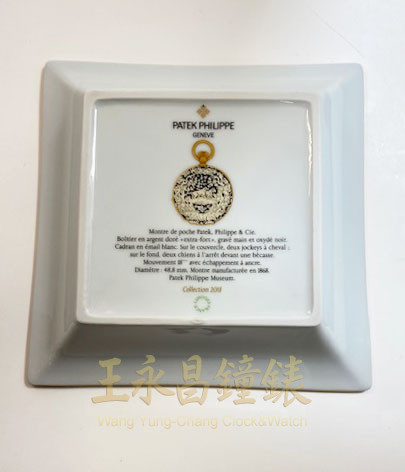 PATEK PHILIPPE
GENEVE
Montre de poche Patek, Philippe & Cie.
Boîtier en argent doré «extra-fort», gravé main et oxydé noir.
Cadran en émail blanc. Sur le couvercle, deux jockeys à cheval ;
sur le fond, deux chiens à l'arrêt devant une bécasse.
Mouvement 18''' avec échappement à ancre.
Diamètre : 48.8 mm. Montre manufacturée en 1868.
Patek Philippe Museum.
Collection 2018
王永昌鐘錶
Wang Yung-Chang Clock&Watch